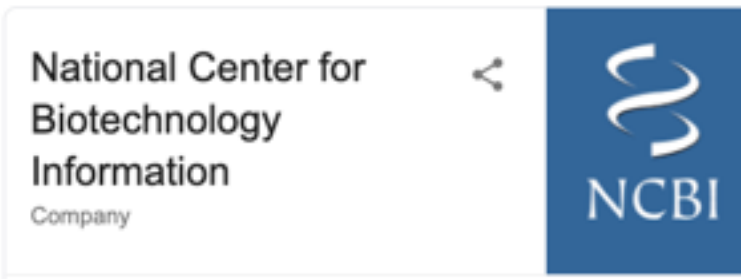 National Center for
Biotechnology
Information
Company
NCBI